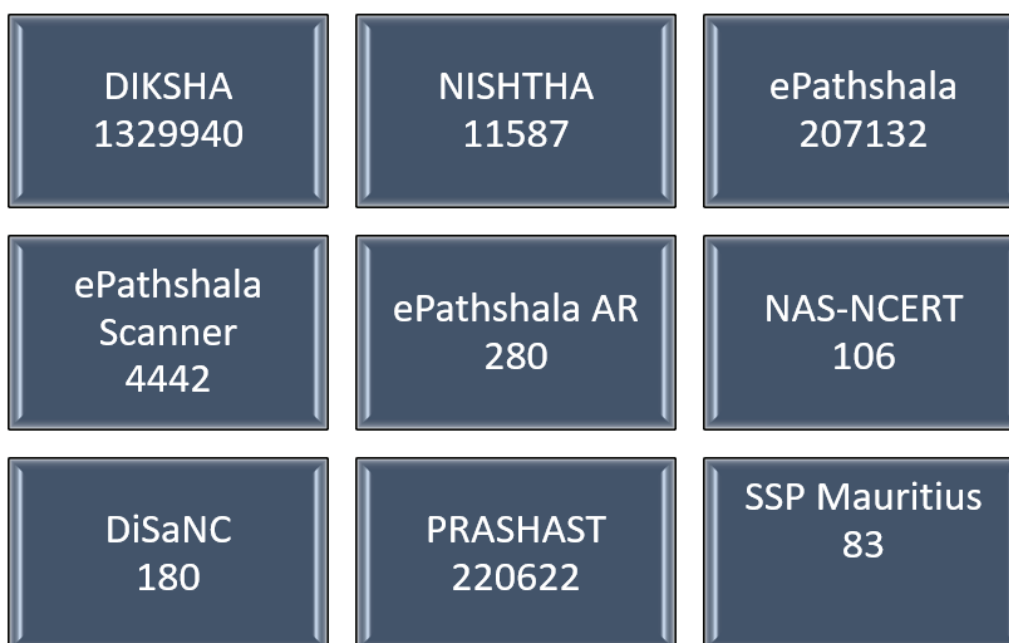 DIKSHA
1329940
NISHTHA
11587
ePathshala
207132
ePathshala
Scanner
4442
ePathshala AR
280
NAS-NCERT
106
DiSaNC
180
PRASHAST
220622
SSP Mauritius
83